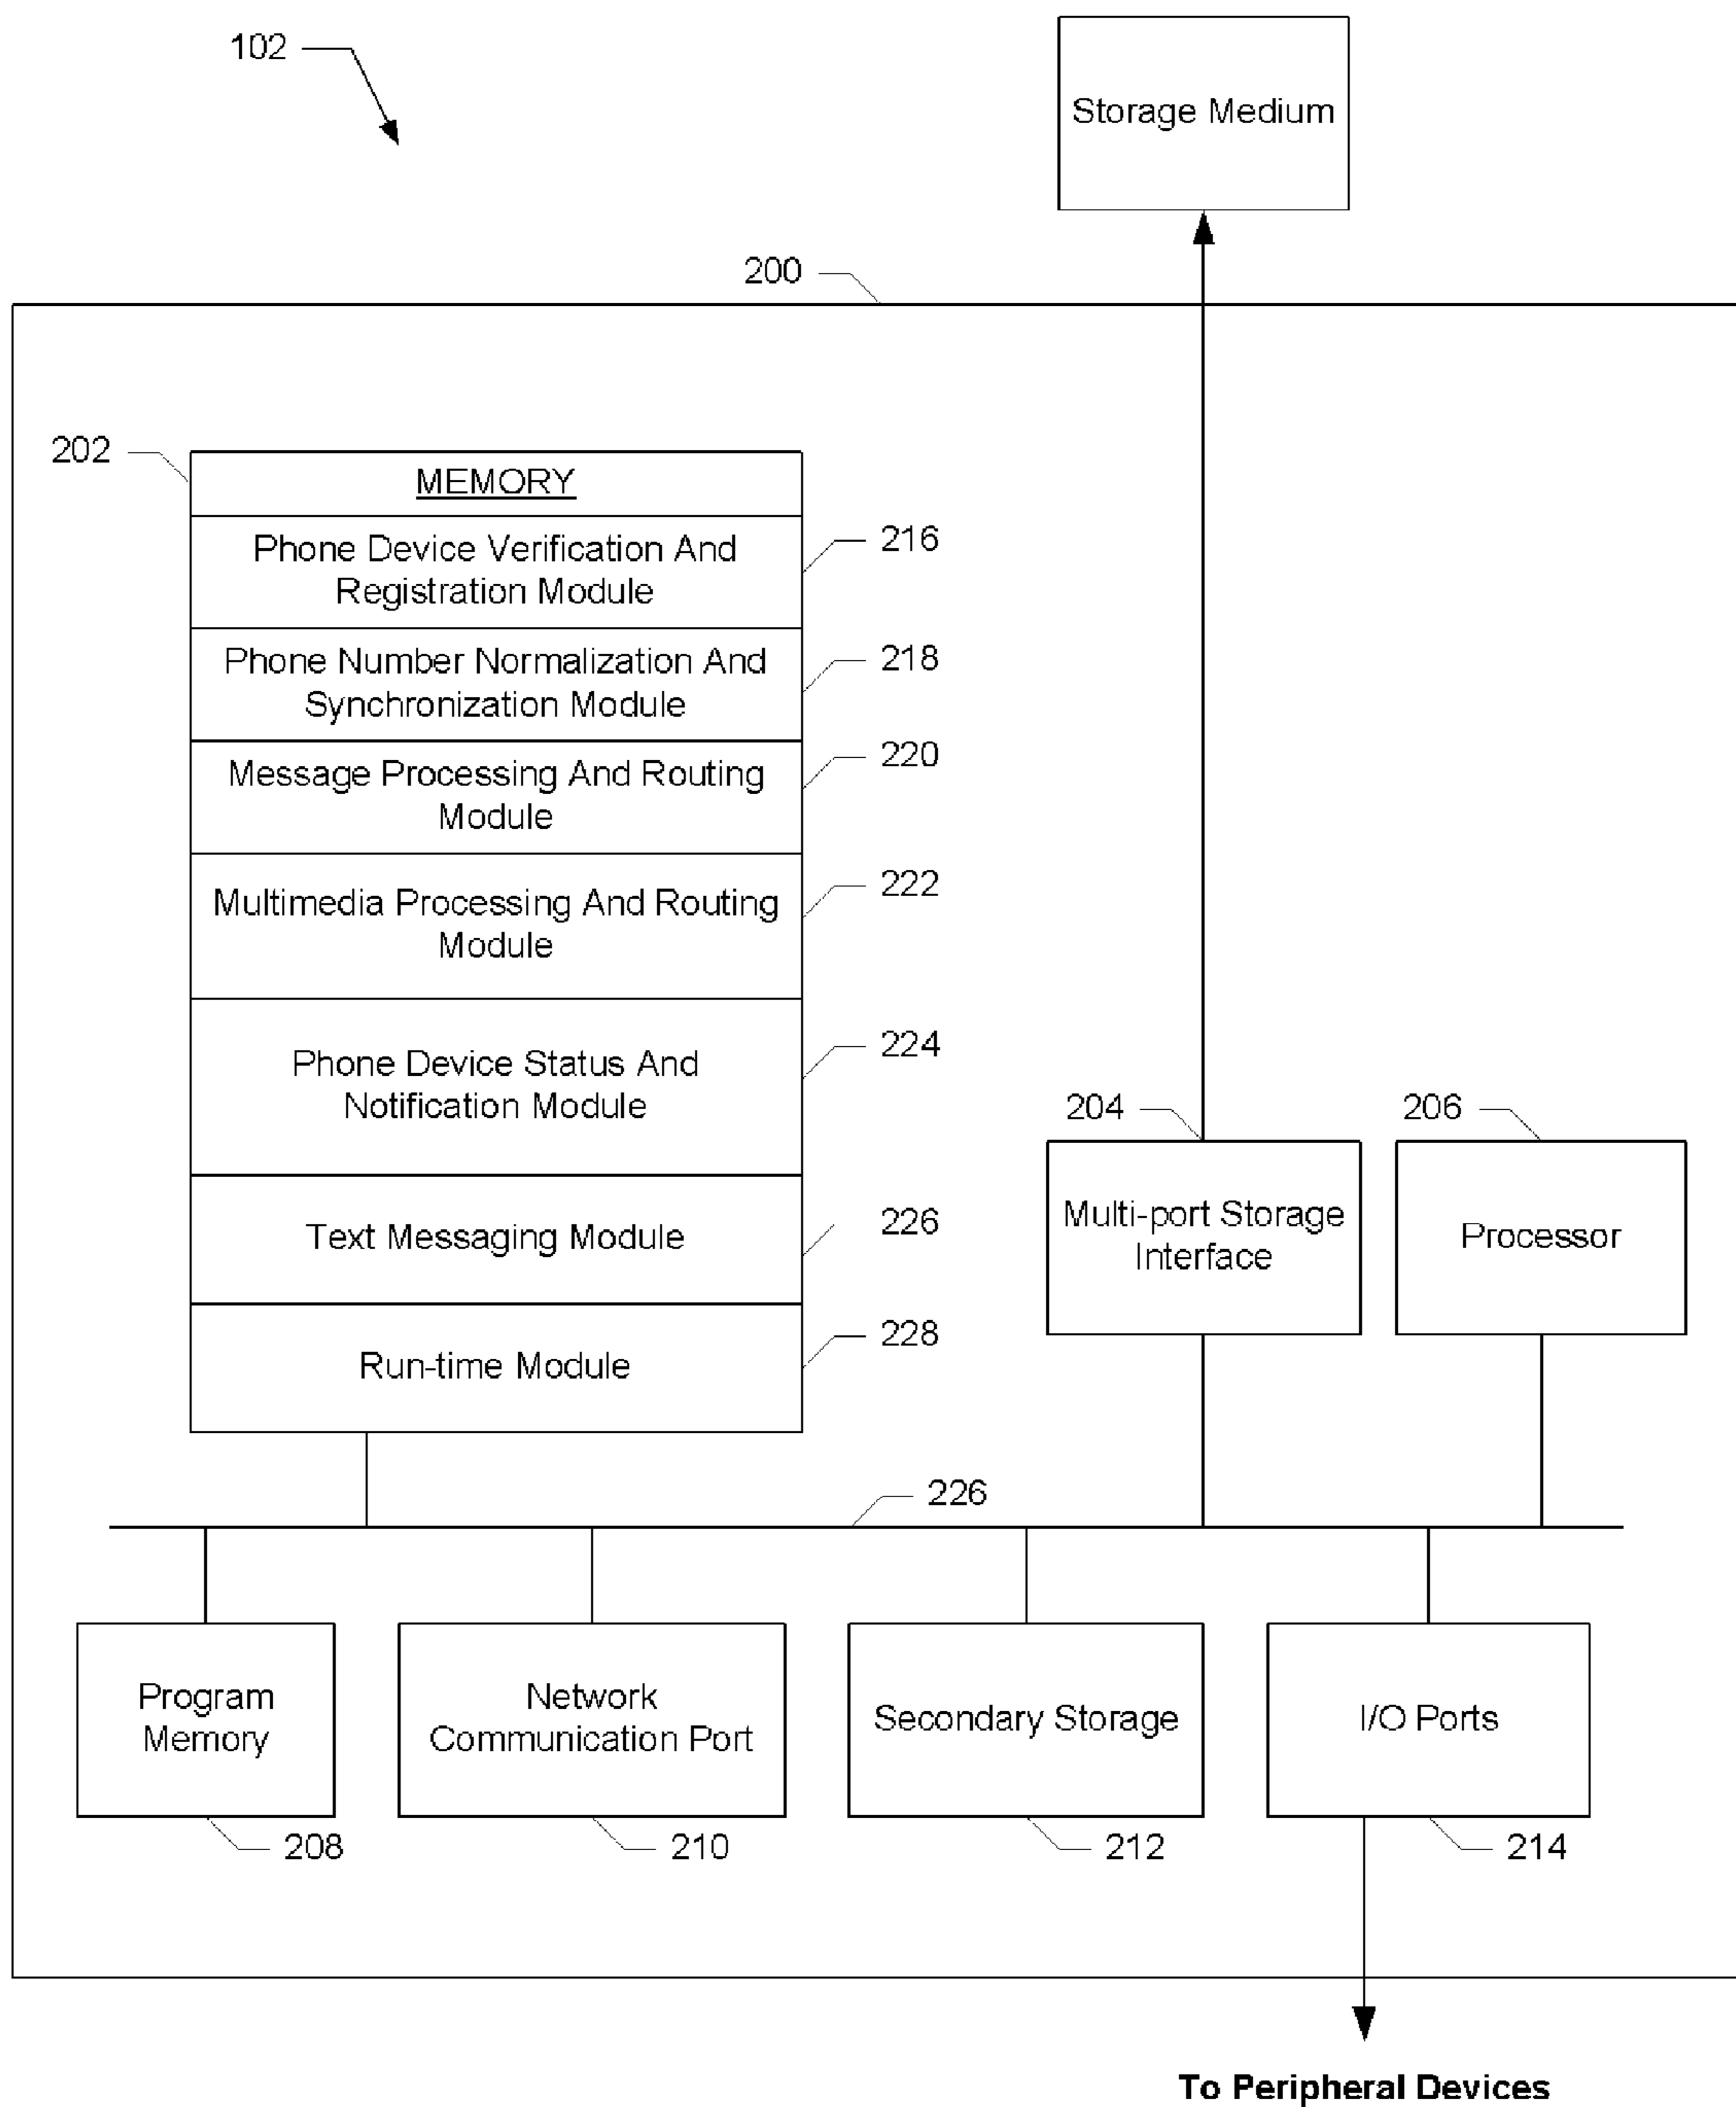 102
Storage Medium
200
202
MEMORY
Phone Device Verification And
Registration Module
216
Phone Number Normalization And
Synchronization Module
218
Message Processing And Routing
Module
220
Multimedia Processing And Routing
Module
222
Phone Device Status And
Notification Module
224
Text Messaging Module
226
Run-time Module
228
204
Multi-port Storage
Interface
206
Processor
226
Program
Memory
208
Network
Communication Port
210
Secondary Storage
212
I/O Ports
214
To Peripheral Devices